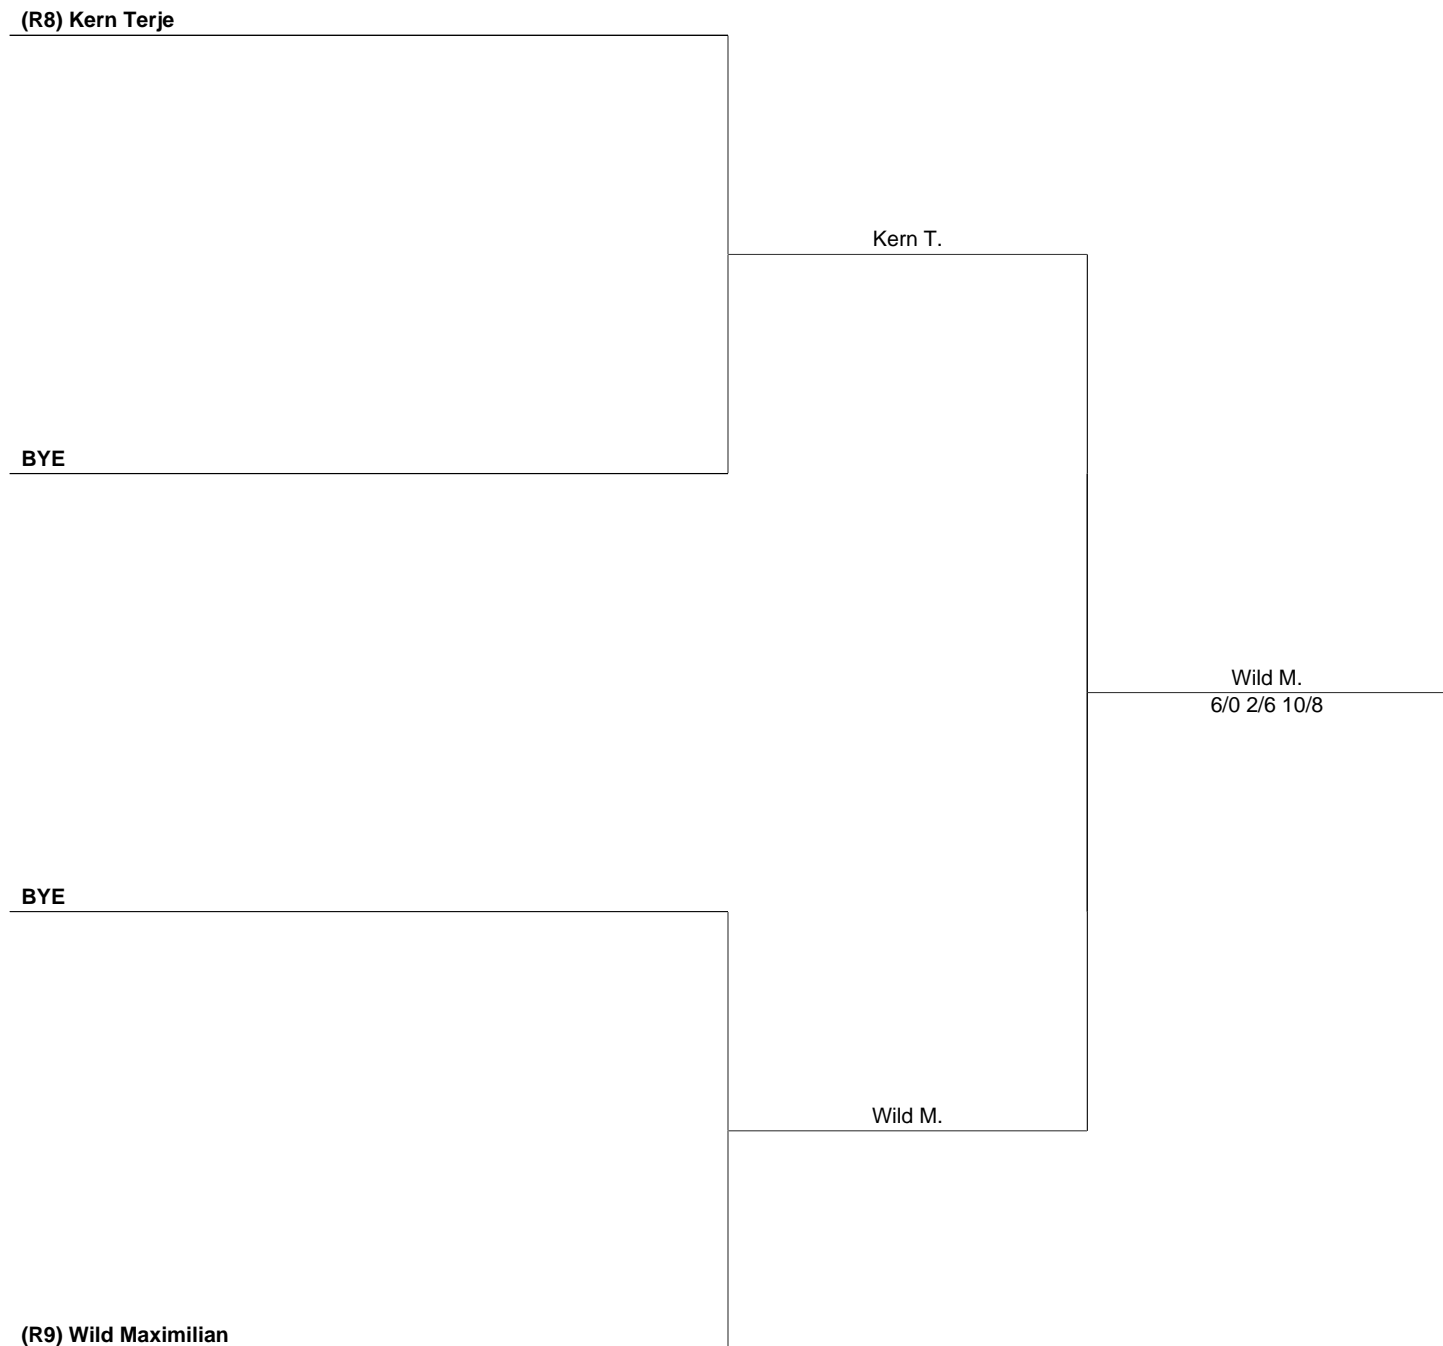 (R8) Kern Terje
Kern T.
BYE
Wild M.
6/0 2/6 10/8
BYE
Wild M.
(R9) Wild Maximilian